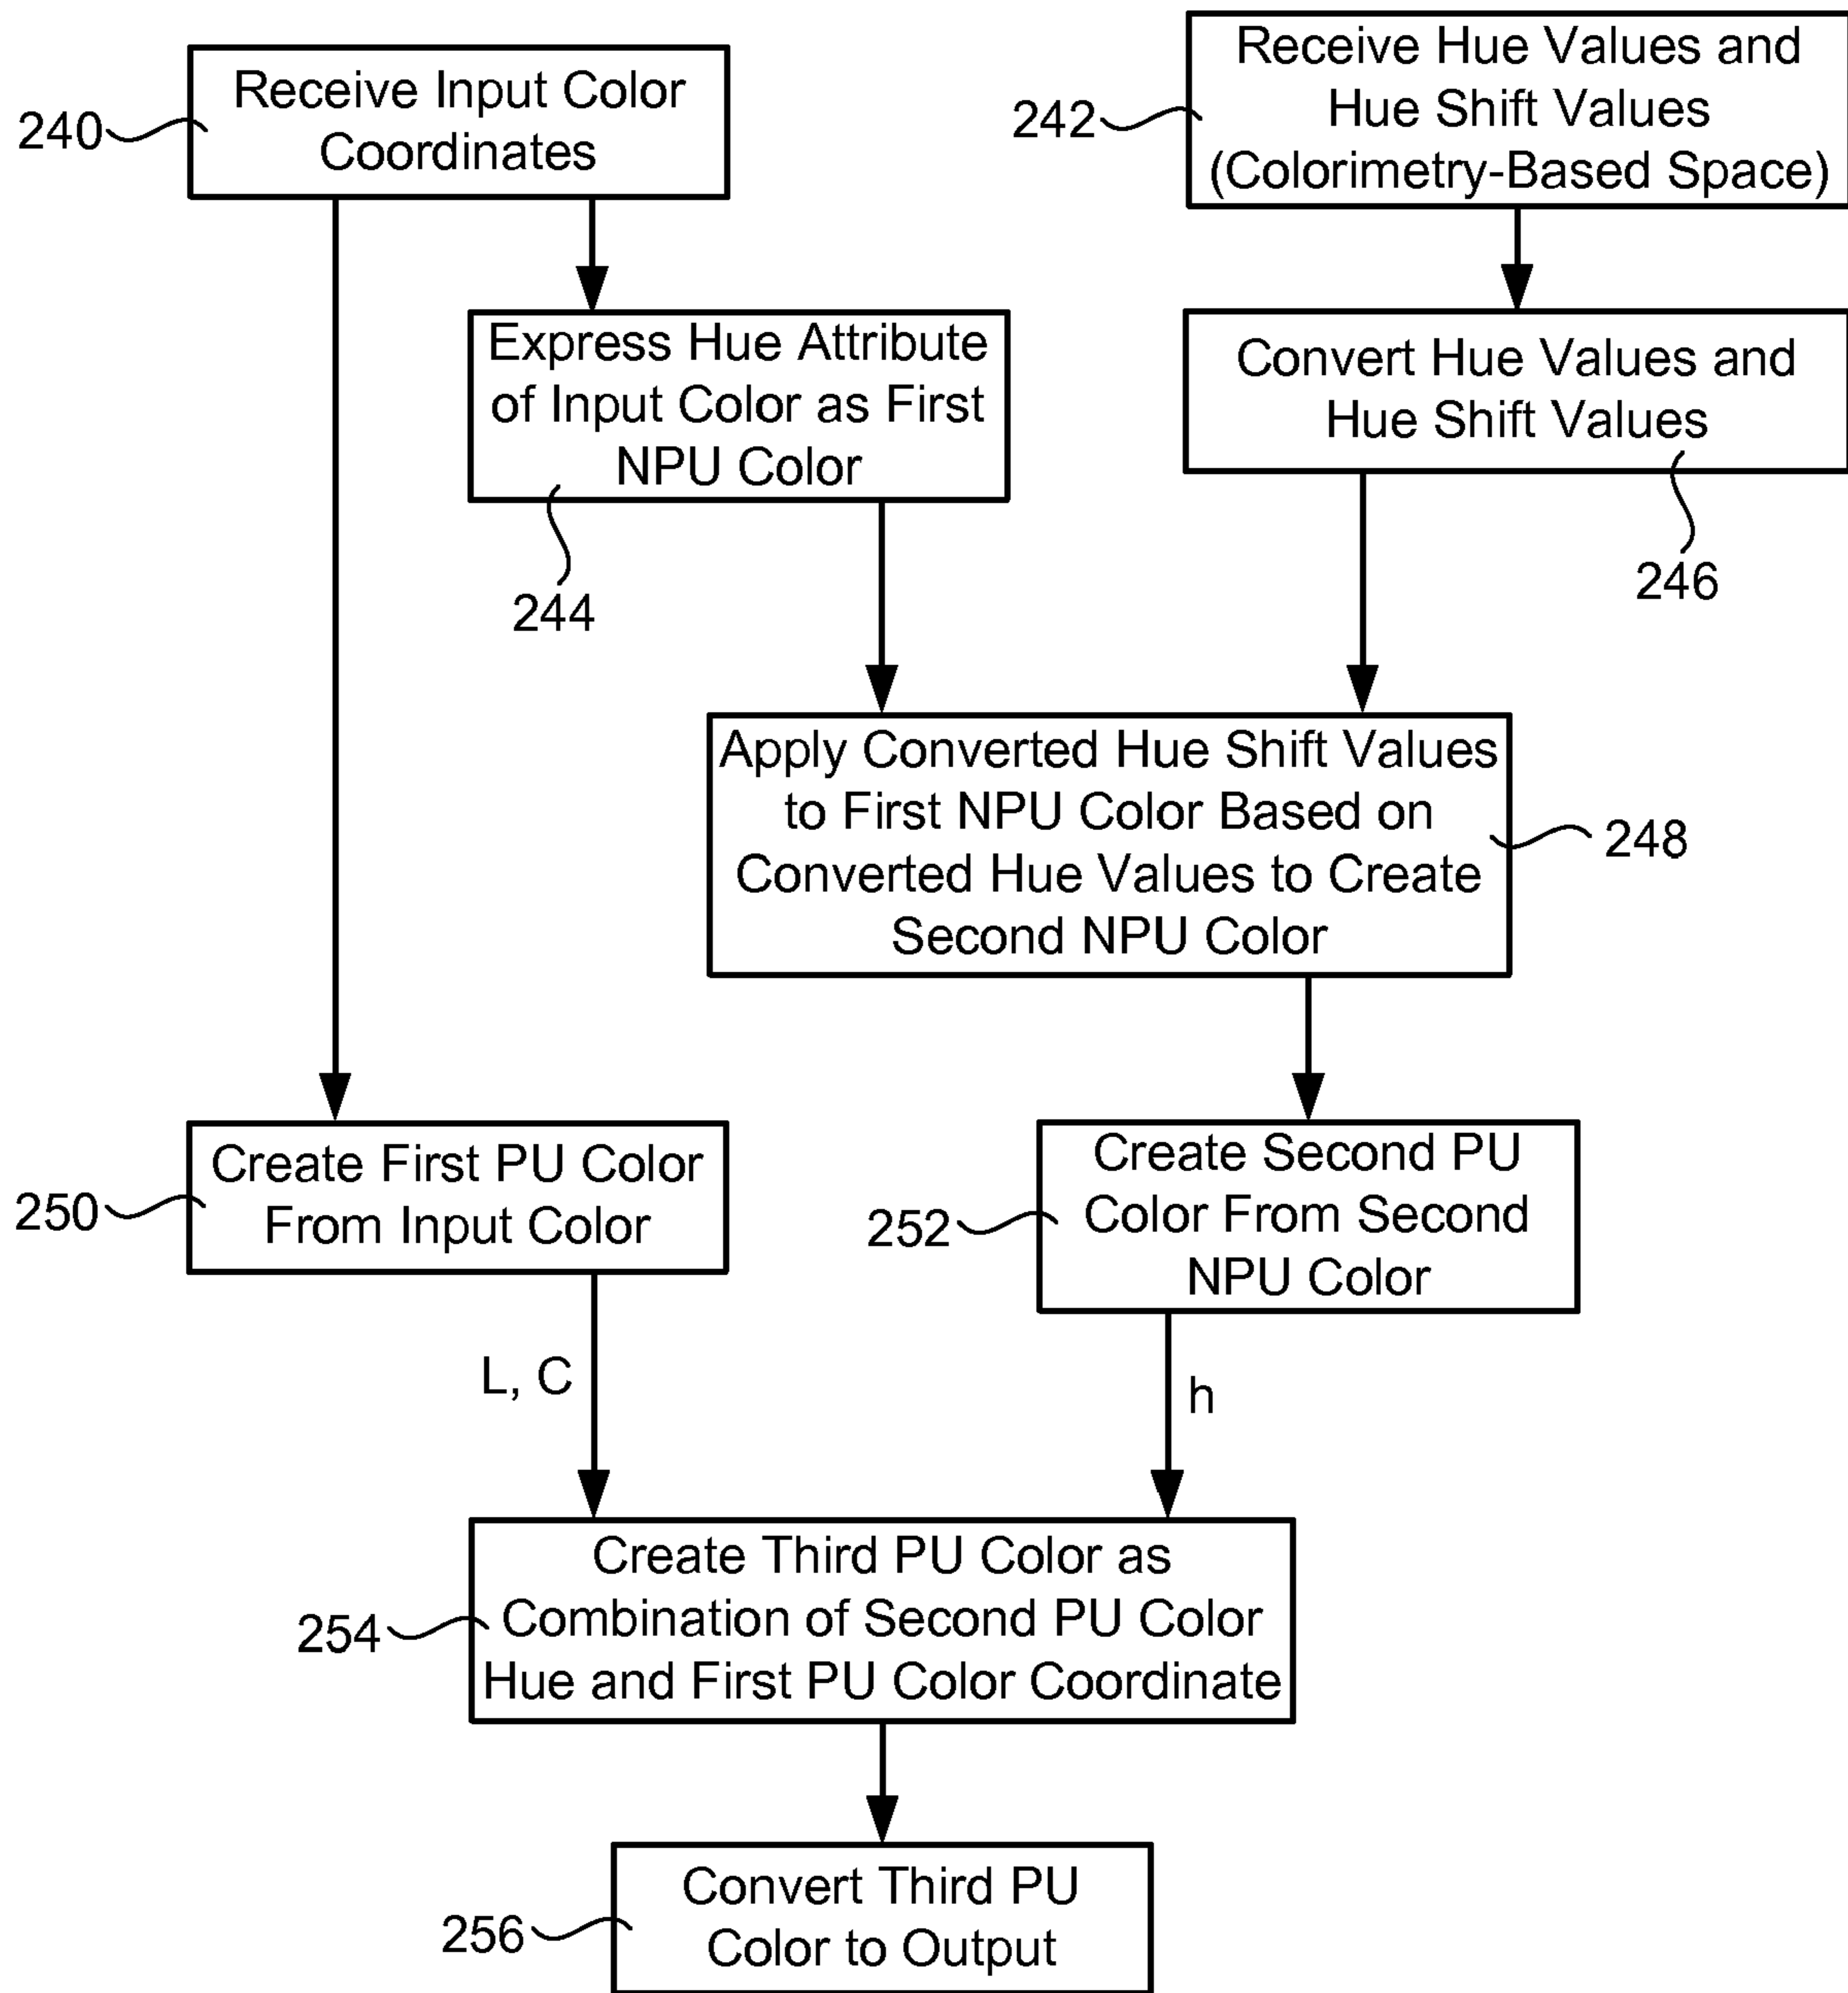 Receive Input Color
Coordinates
240
Receive Hue Values and
Hue Shift Values
(Colorimetry-Based Space)
242
Express Hue Attribute
of Input Color as First
NPU Color
244
Convert Hue Values and
Hue Shift Values
246
Apply Converted Hue Shift Values
to First NPU Color Based on
Converted Hue Values to Create
Second NPU Color
248
Create First PU Color
From Input Color
250
Create Second PU
Color From Second
NPU Color
252
L, C
h
Create Third PU Color as
Combination of Second PU Color
Hue and First PU Color Coordinate
254
Convert Third PU
Color to Output
256